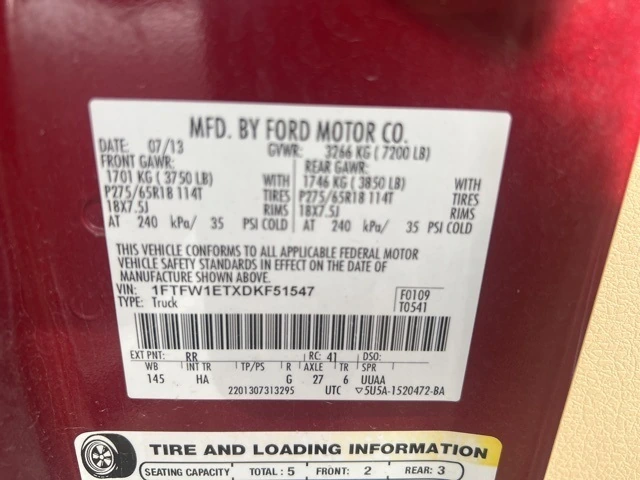 MFD. BY FORD MOTOR CO.
DATE: 07/13 GVWR: 3266 KG ( 7200 LB)
FRONT GAWR: REAR GAWR:
1701 KG ( 3750 LB) WITH 1746 KG ( 3850 LB) WITH
P275/65R18 114T TIRES P275/65R18 114T TIRES
18X7.5J RIMS 18X7.5J RIMS
AT 240 kPa/ 35 PSI COLD AT 240 kPa/ 35 PSI COLD
THIS VEHICLE CONFORMS TO ALL APPLICABLE FEDERAL MOTOR
VEHICLE SAFETY STANDARDS IN EFFECT ON THE DATE OF
MANUFACTURE SHOWN ABOVE.
VIN: 1FTFW1ETXDKF51547 F0109
TYPE: Truck T0541
EXT PNT: RR RC: 41 DSO:
WB INT TR TP/PS R AXLE TR SPR
145 HA G 27 6 UUAA
2201307313295 UTC ▽5U5A-1520472-BA
TIRE AND LOADING INFORMATION
SEATING CAPACITY TOTAL : 5 FRONT: 2 REAR: 3